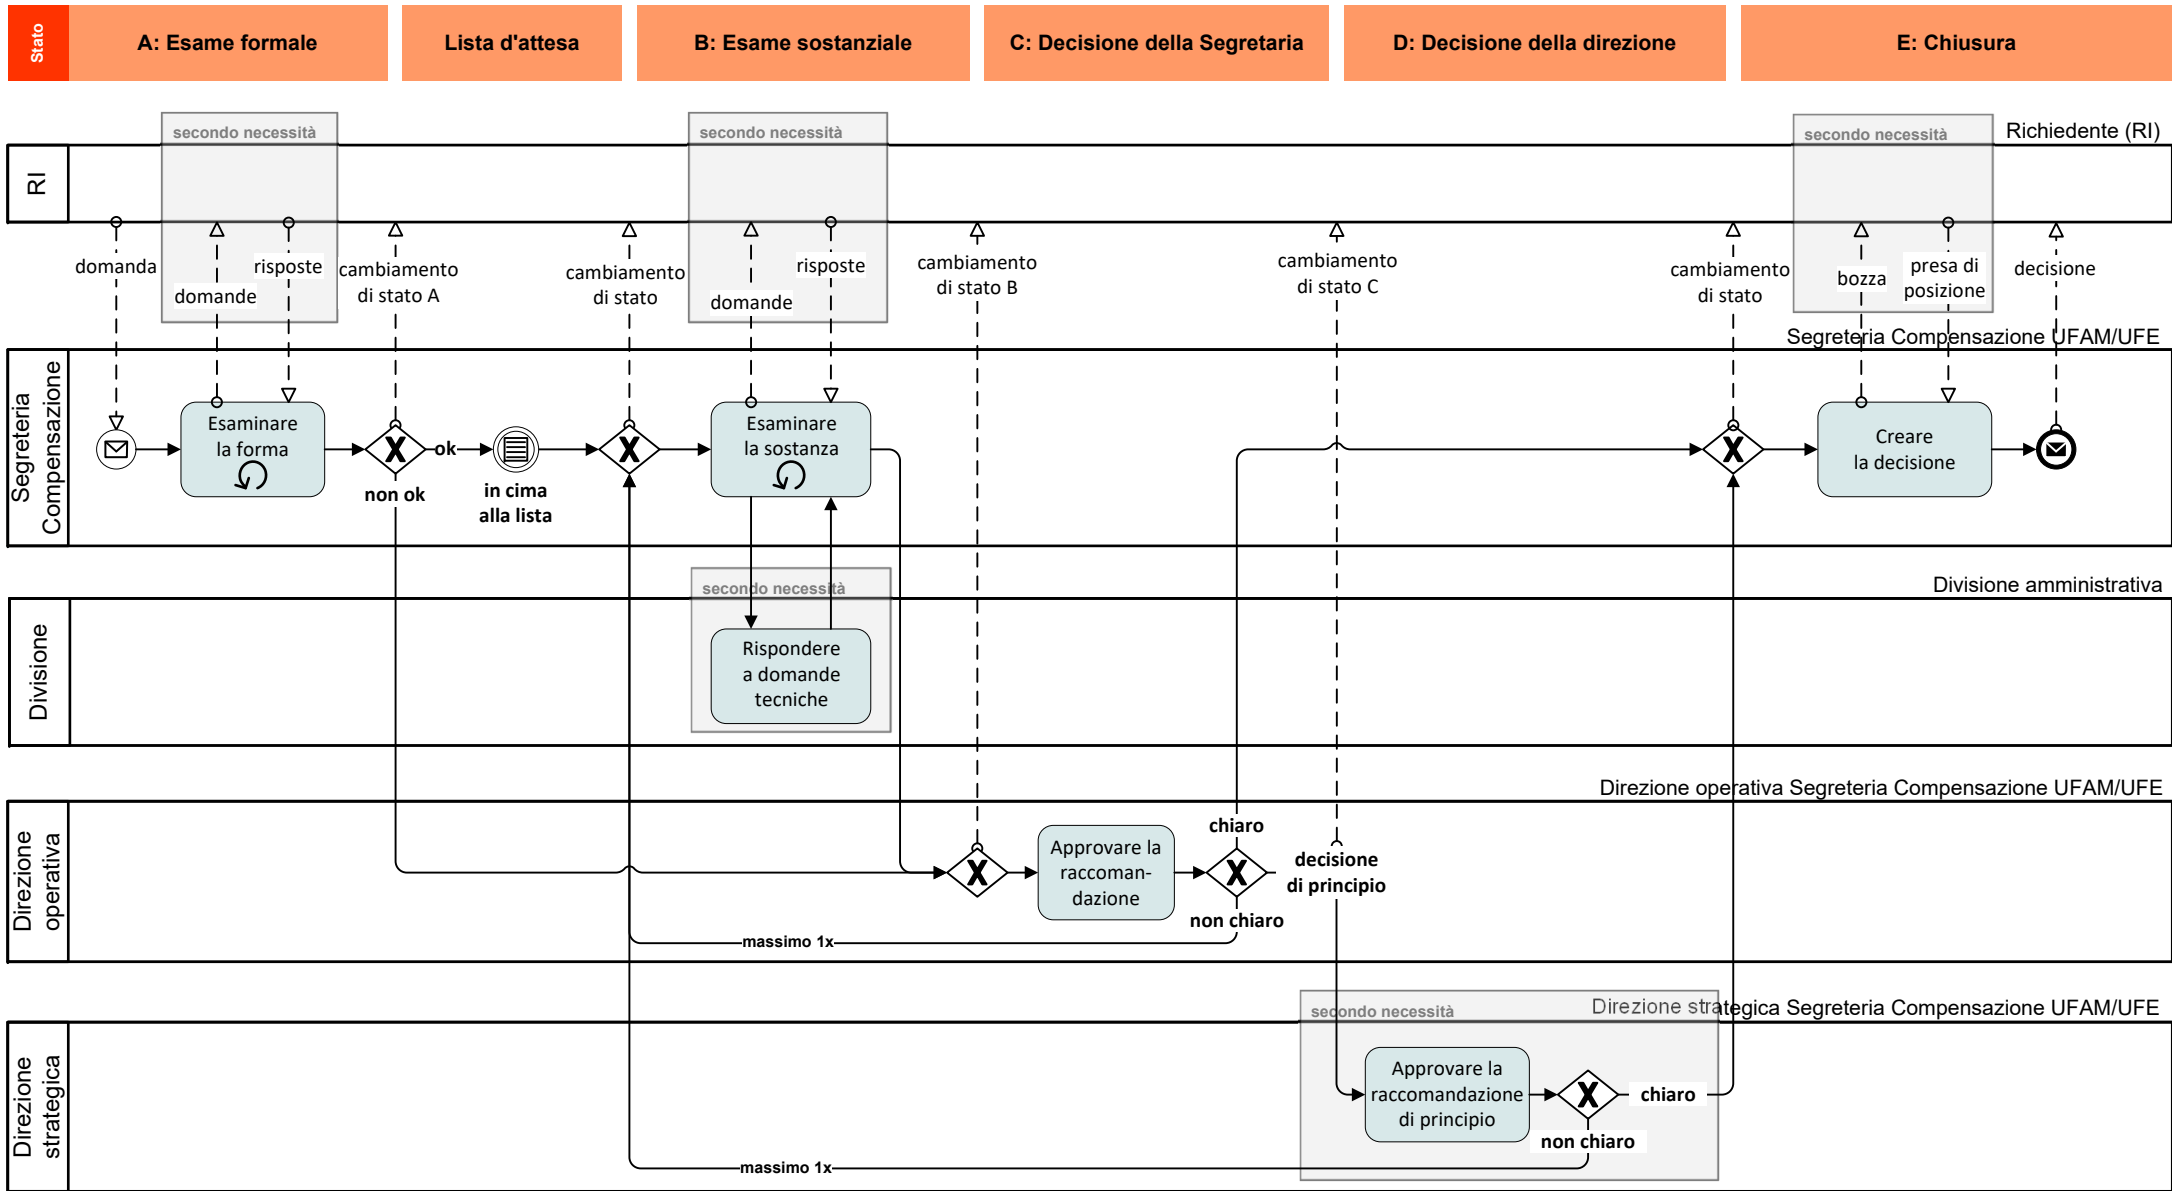 Stato
A: Esame formale
Lista d'attesa
B: Esame sostanziale
C: Decisione della Segretaria
D: Decisione della direzione
E: Chiusura
secondo necessità
secondo necessità
secondo necessità
Richiedente (RI)
RI
domanda
domande
risposte
cambiamento
di stato A
cambiamento
di stato
domande
risposte
cambiamento
di stato B
cambiamento
di stato C
cambiamento
di stato
bozza
presa di
posizione
decisione
Segreteria Compensazione UFAM/UFE
Segreteria
Compensazione
Esaminare
la forma
X
ok
non ok
in cima
alla lista
X
Esaminare
la sostanza
X
Creare
la decisione
secondo necessità
Divisione amministrativa
Divisione
Rispondere
a domande
tecniche
Direzione operativa Segreteria Compensazione UFAM/UFE
Direzione
operativa
X
Approvare la
raccoman-
dazione
chiaro
X
decisione
di principio
non chiaro
massimo 1x
secondo necessità
Direzione strategica Segreteria Compensazione UFAM/UFE
Direzione
strategica
Approvare la
raccomandazione
di principio
X
chiaro
non chiaro
massimo 1x